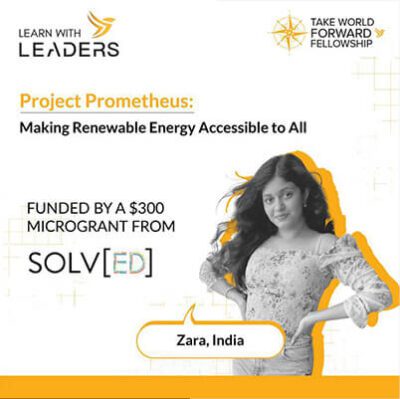 LEARN WITH
LEADERS
TAKE WORLD
FORWARD
FELLOWSHIP
Project Prometheus:
Making Renewable Energy Accessible to All
FUNDED BY A $300
MICROGRANT FROM
SOLV[ED]
Zara, India